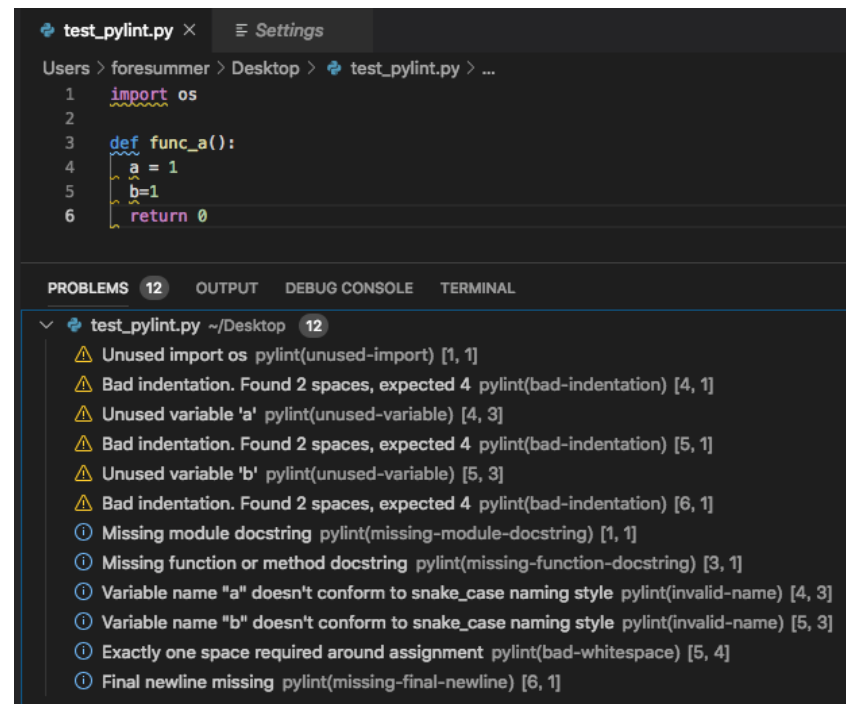 test_pylint.py × Settings
Users > foresummer > Desktop > test_pylint.py > ...
1 import os
2
3 def func_a():
4 a = 1
5 b=1
6 return 0
PROBLEMS 12 OUTPUT DEBUG CONSOLE TERMINAL
test_pylint.py ~/Desktop 12
Unused import os pylint(unused-import) [1, 1]
Bad indentation. Found 2 spaces, expected 4 pylint(bad-indentation) [4, 1]
Unused variable 'a' pylint(unused-variable) [4, 3]
Bad indentation. Found 2 spaces, expected 4 pylint(bad-indentation) [5, 1]
Unused variable 'b' pylint(unused-variable) [5, 3]
Bad indentation. Found 2 spaces, expected 4 pylint(bad-indentation) [6, 1]
Missing module docstring pylint(missing-module-docstring) [1, 1]
Missing function or method docstring pylint(missing-function-docstring) [3, 1]
Variable name "a" doesn't conform to snake_case naming style pylint(invalid-name) [4, 3]
Variable name "b" doesn't conform to snake_case naming style pylint(invalid-name) [5, 3]
Exactly one space required around assignment pylint(bad-whitespace) [5, 4]
Final newline missing pylint(missing-final-newline) [6, 1]